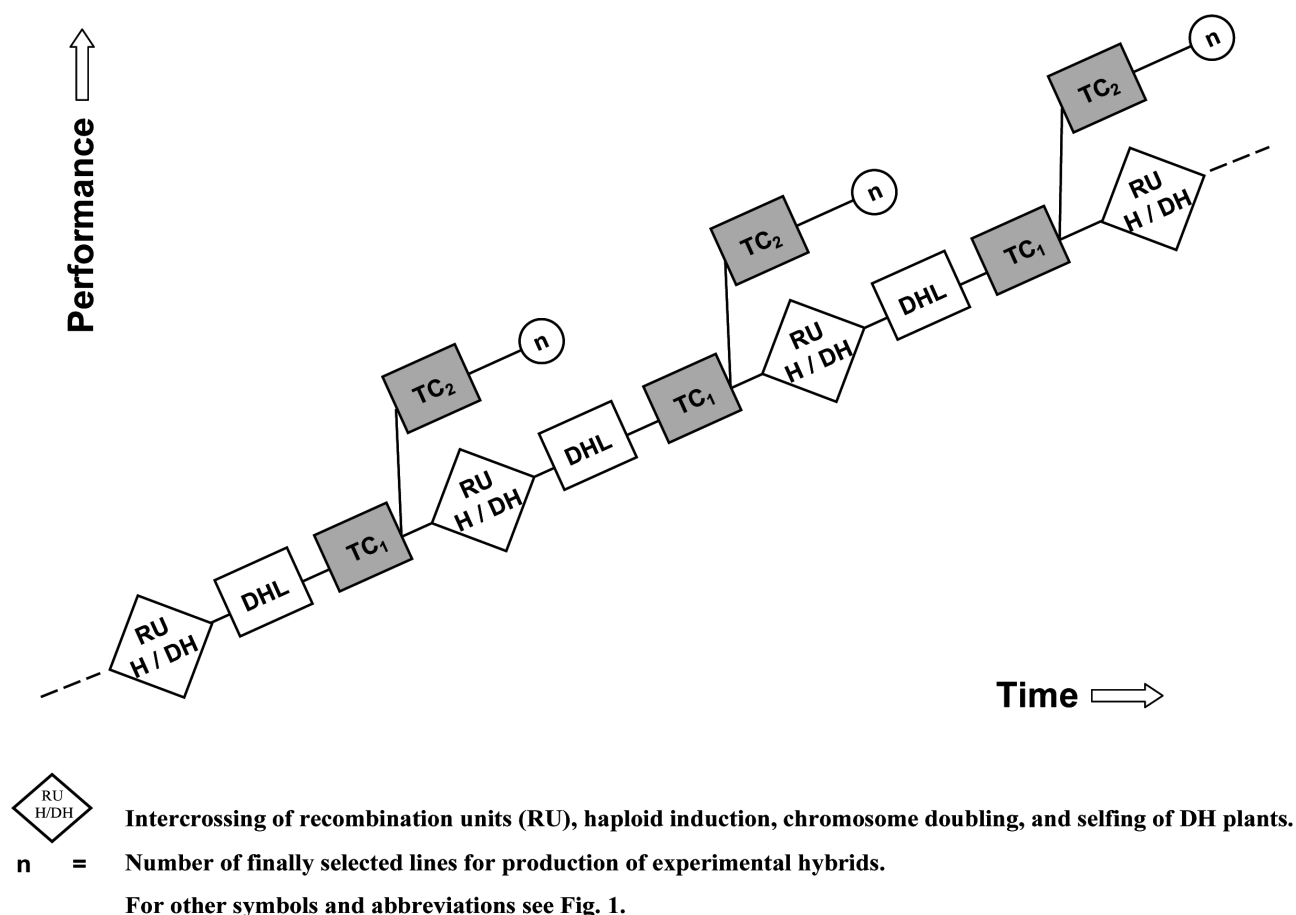 n
TC₂
RU
H / DH
n
TC₂
TC₁
DHL
RU
H / DH
n
TC₂
TC₁
DHL
RU
H / DH
TC₁
DHL
RU
H / DH
Performance
Time
RU
H/DH
Intercrossing of recombination units (RU), haploid induction, chromosome doubling, and selfing of DH plants.
n = Number of finally selected lines for production of experimental hybrids.
For other symbols and abbreviations see Fig. 1.